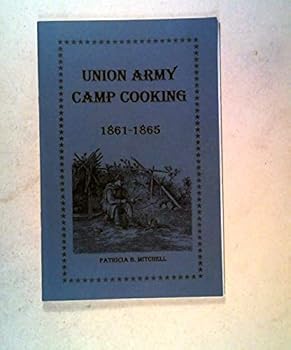 UNION ARMY
CAMP COOKING
1861-1865
PATRICIA B. MITCHELL